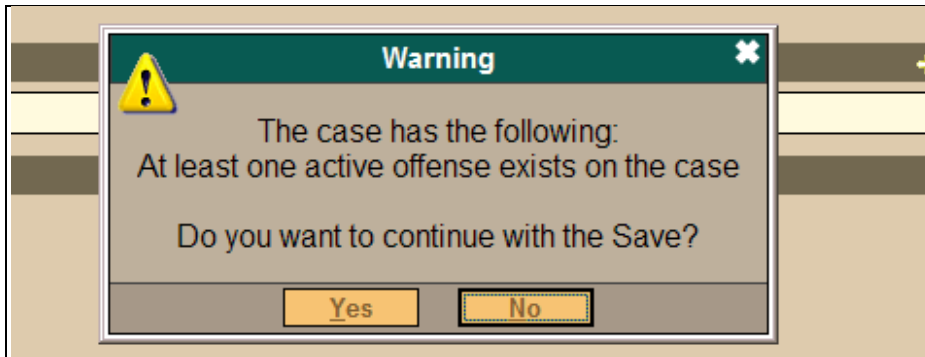 Warning
The case has the following:
At least one active offense exists on the case
Do you want to continue with the Save?
Yes
No